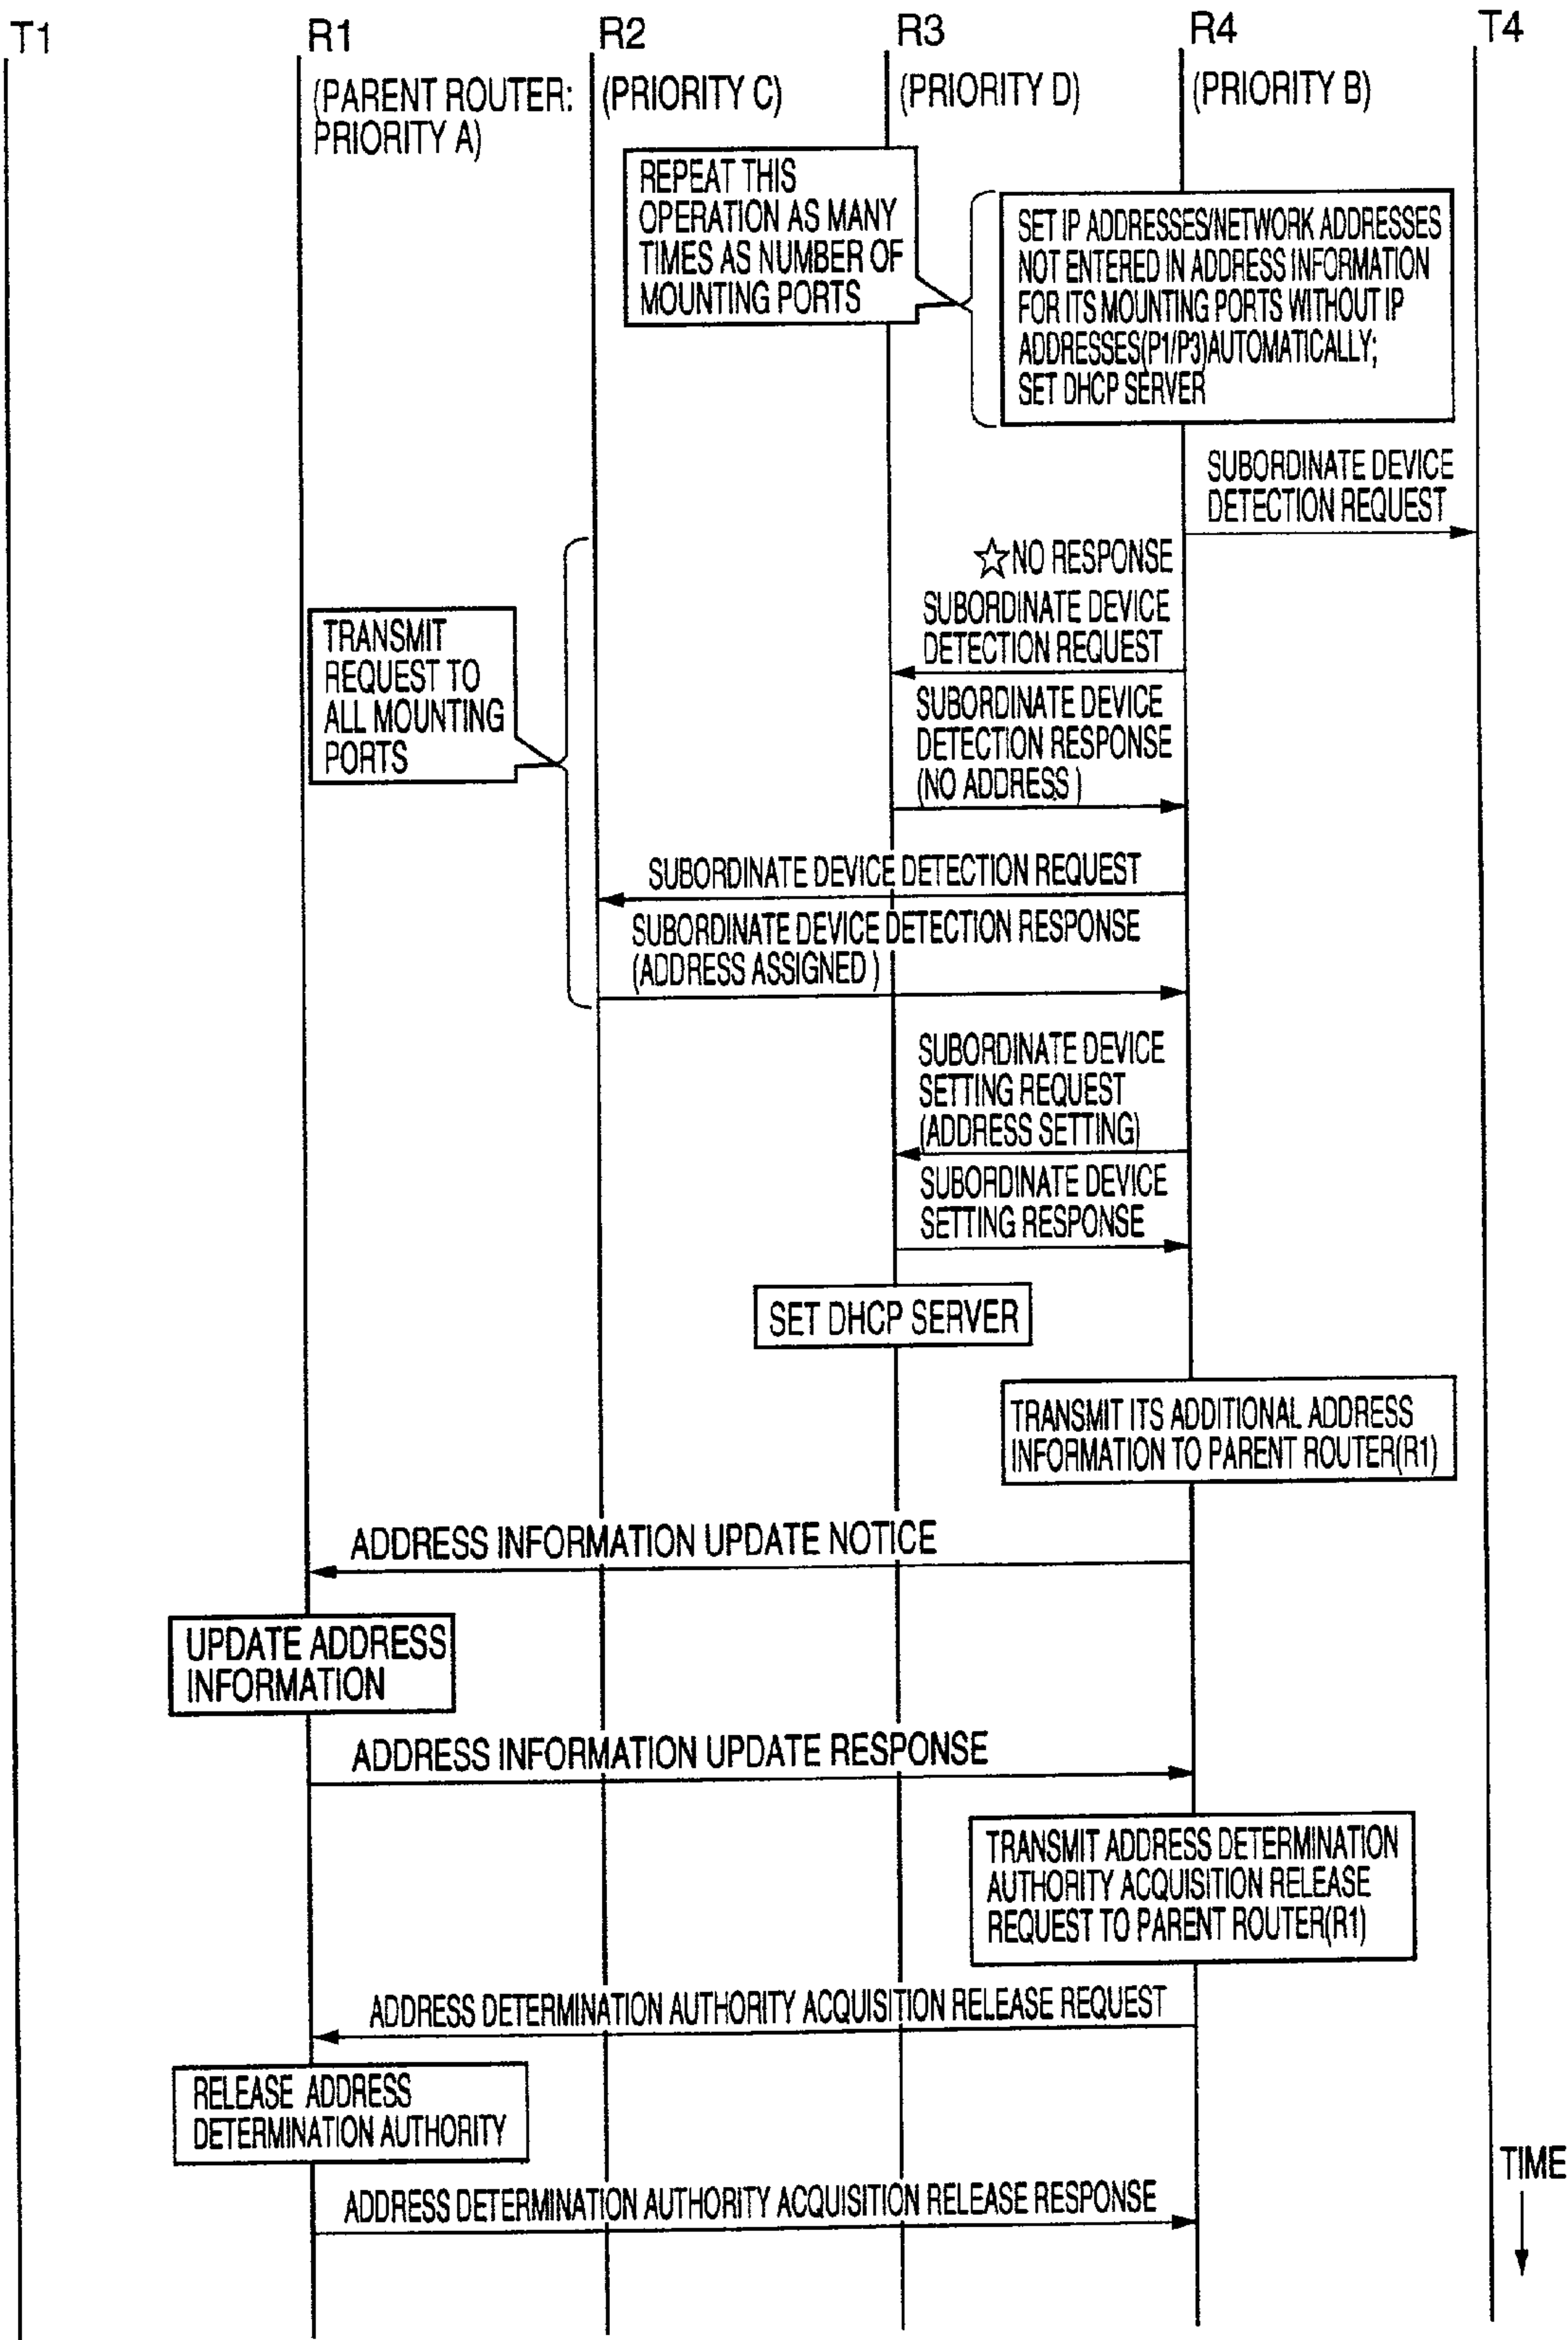 T1
R1
R2
R3
R4
T4
(PARENT ROUTER:
PRIORITY A)
(PRIORITY C)
(PRIORITY D)
(PRIORITY B)
REPEAT THIS
OPERATION AS MANY
TIMES AS NUMBER OF
MOUNTING PORTS
SET IP ADDRESSES/NETWORK ADDRESSES
NOT ENTERED IN ADDRESS INFORMATION
FOR ITS MOUNTING PORTS WITHOUT IP
ADDRESSES(P1/P3)AUTOMATICALLY;
SET DHCP SERVER
SUBORDINATE DEVICE
DETECTION REQUEST
☆NO RESPONSE
SUBORDINATE DEVICE
DETECTION REQUEST
TRANSMIT
REQUEST TO
ALL MOUNTING
PORTS
SUBORDINATE DEVICE
DETECTION RESPONSE
(NO ADDRESS)
SUBORDINATE DEVICE DETECTION REQUEST
SUBORDINATE DEVICE DETECTION RESPONSE
(ADDRESS ASSIGNED)
SUBORDINATE DEVICE
SETTING REQUEST
(ADDRESS SETTING)
SUBORDINATE DEVICE
SETTING RESPONSE
SET DHCP SERVER
TRANSMIT ITS ADDITIONAL ADDRESS
INFORMATION TO PARENT ROUTER(R1)
ADDRESS INFORMATION UPDATE NOTICE
UPDATE ADDRESS
INFORMATION
ADDRESS INFORMATION UPDATE RESPONSE
TRANSMIT ADDRESS DETERMINATION
AUTHORITY ACQUISITION RELEASE
REQUEST TO PARENT ROUTER(R1)
ADDRESS DETERMINATION AUTHORITY ACQUISITION RELEASE REQUEST
RELEASE ADDRESS
DETERMINATION AUTHORITY
TIME
ADDRESS DETERMINATION AUTHORITY ACQUISITION RELEASE RESPONSE